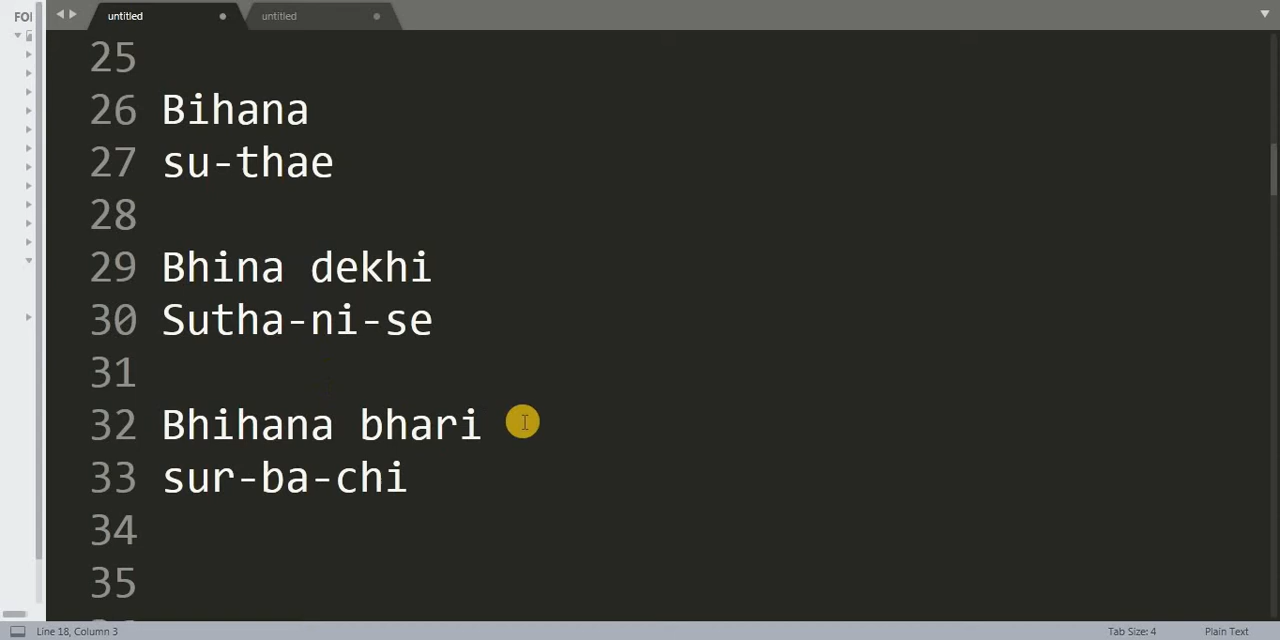 FO
untitled
untitled
25
26 Bihana
27 su-thae
28
29 Bhina dekhi
30 Sutha-ni-se
31
32 Bhihana bhari
33 sur-ba-chi
34
35
Line 18, Column 3
Tab Size: 4
Plain Text